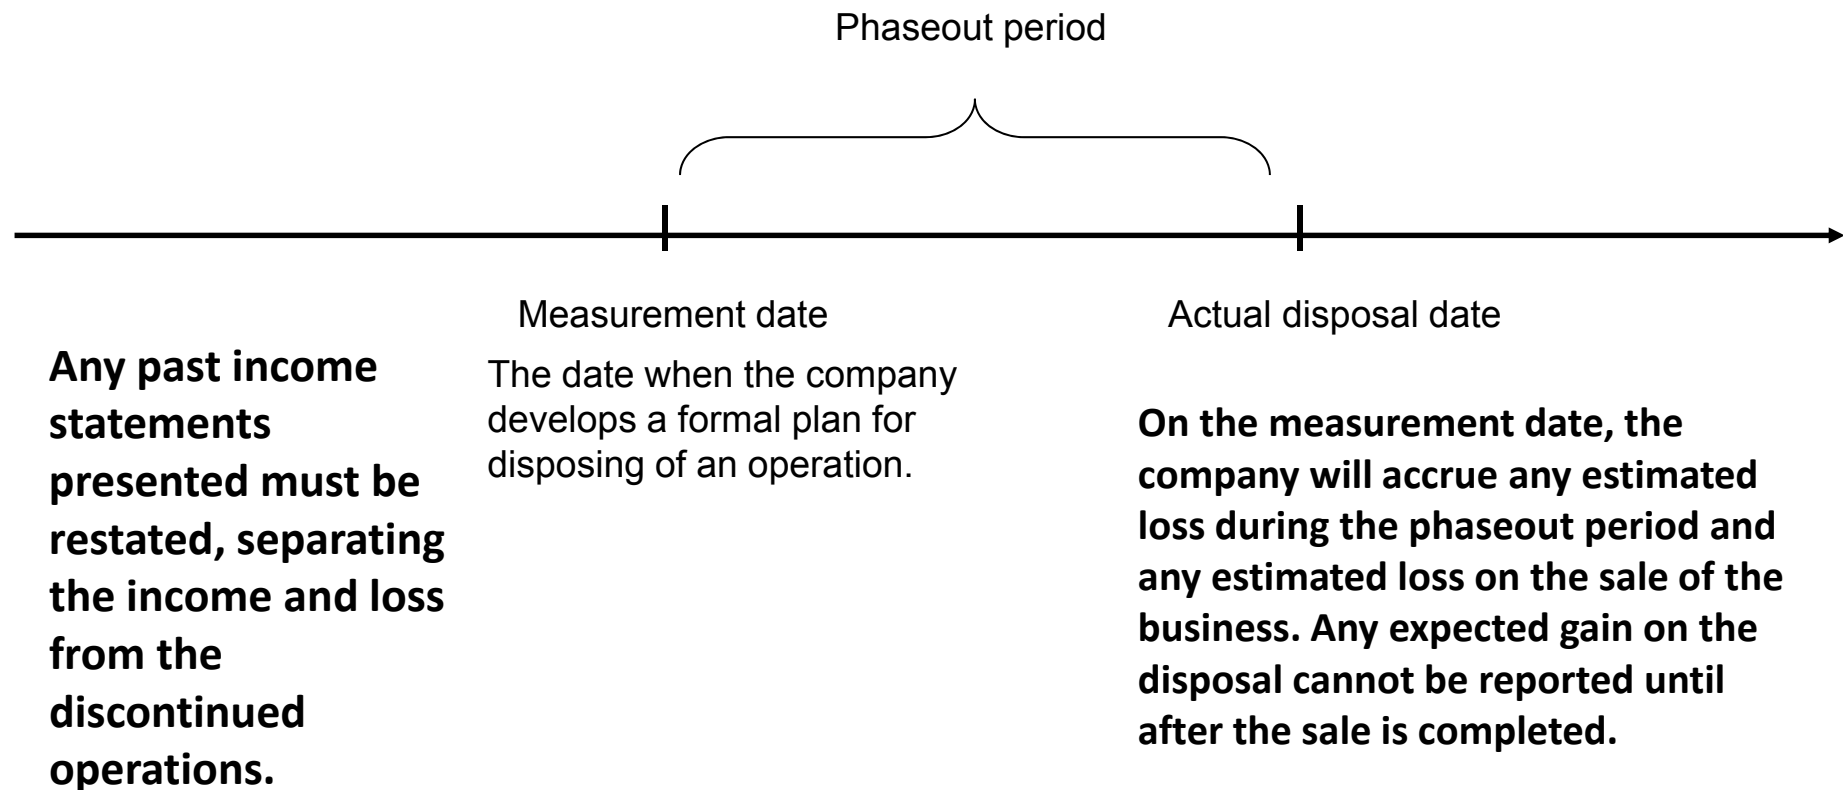 Phaseout period
Measurement date
Actual disposal date
Any past income
statements
presented must be
restated, separating
the income and loss
from the
discontinued
operations.
The date when the company
develops a formal plan for
disposing of an operation.
On the measurement date, the
company will accrue any estimated
loss during the phaseout period and
any estimated loss on the sale of the
business. Any expected gain on the
disposal cannot be reported until
after the sale is completed.